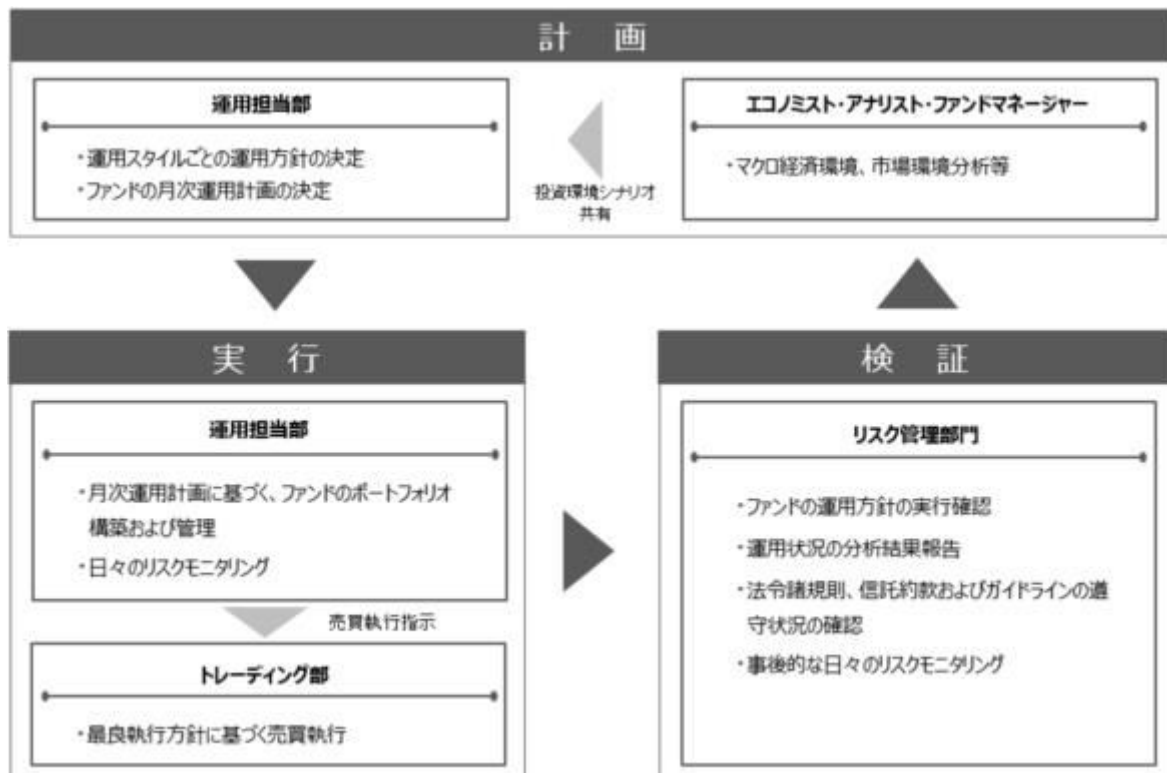 計 画
運用担当部
・運用スタイルごとの運用方針の決定
・ファンドの月次運用計画の決定
投資環境シナリオ
共有
エコノミスト・アナリスト・ファンドマネージャー
・マクロ経済環境、市場環境分析等
実 行
運用担当部
・月次運用計画に基づく、ファンドのポートフォリオ
構築および管理
・日々のリスクモニタリング
売買執行指示
トレーディング部
・最良執行方針に基づく売買執行
検 証
リスク管理部門
・ファンドの運用方針の実行確認
・運用状況の分析結果報告
・法令諸規則、信託約款およびガイドラインの遵
守状況の確認
・事後的な日々のリスクモニタリング